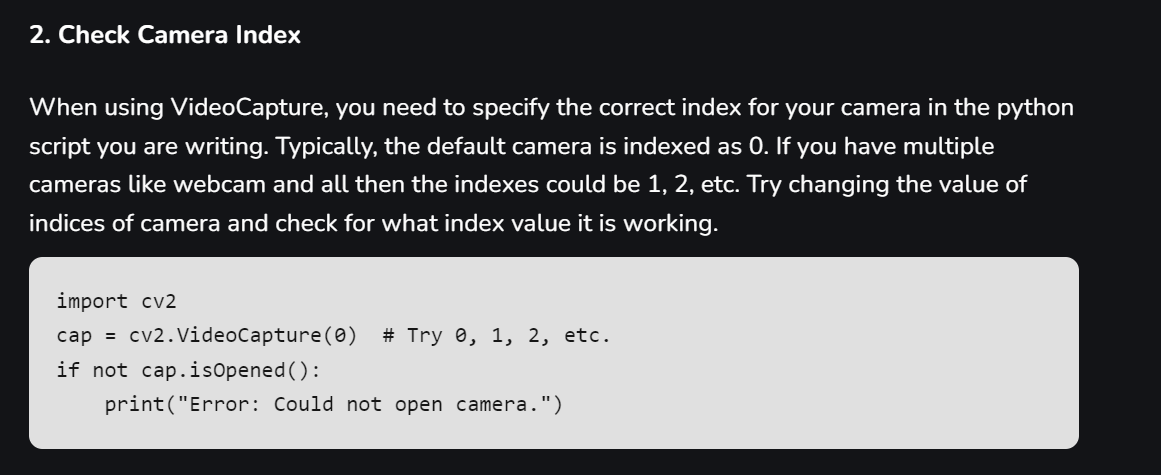 2. Check Camera Index
When using VideoCapture, you need to specify the correct index for your camera in the python
script you are writing. Typically, the default camera is indexed as 0. If you have multiple
cameras like webcam and all then the indexes could be 1, 2, etc. Try changing the value of
indices of camera and check for what index value it is working.
import cv2
cap = cv2.VideoCapture(0)  # Try 0, 1, 2, etc.
if not cap.isOpened():
    print("Error: Could not open camera.")